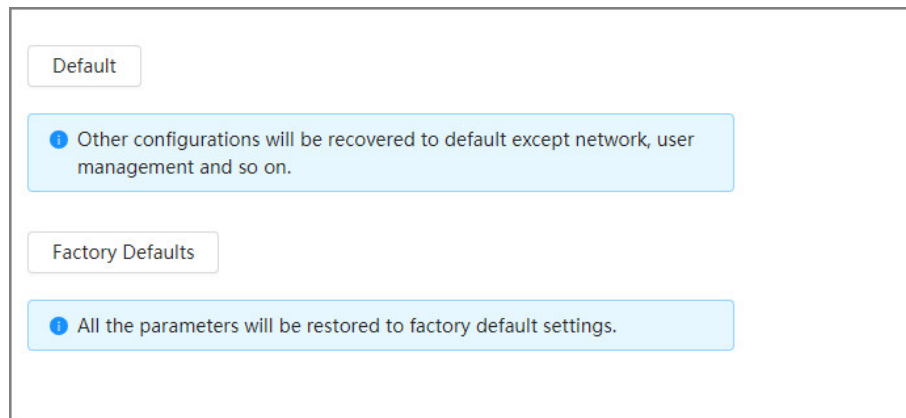 Default
Other configurations will be recovered to default except network, user
management and so on.
Factory Defaults
All the parameters will be restored to factory default settings.